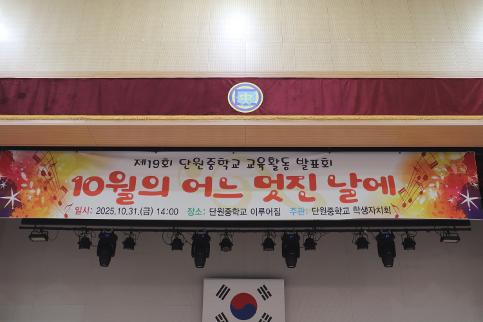 제19회 단원중학교 교육활동 발표회
10월의 어느 멋진 날에
일시: 2025.10.31.(금) 14:00 장소: 단원중학교 이루어짐 주관: 단원중학교 학생자치회